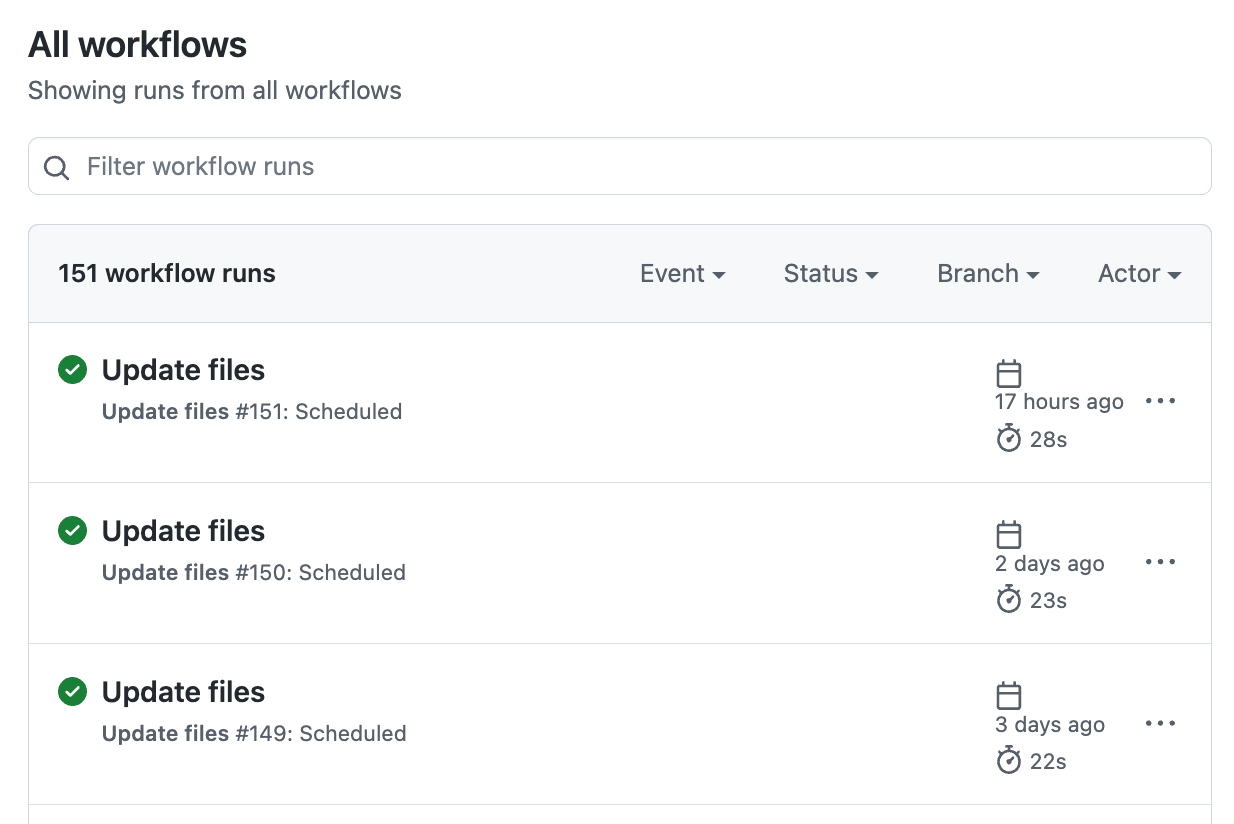 All workflows
Showing runs from all workflows
Filter workflow runs
151 workflow runs Event Status Branch Actor
Update files
Update files #151: Scheduled
17 hours ago
28s
Update files
Update files #150: Scheduled
2 days ago
23s
Update files
Update files #149: Scheduled
3 days ago
22s